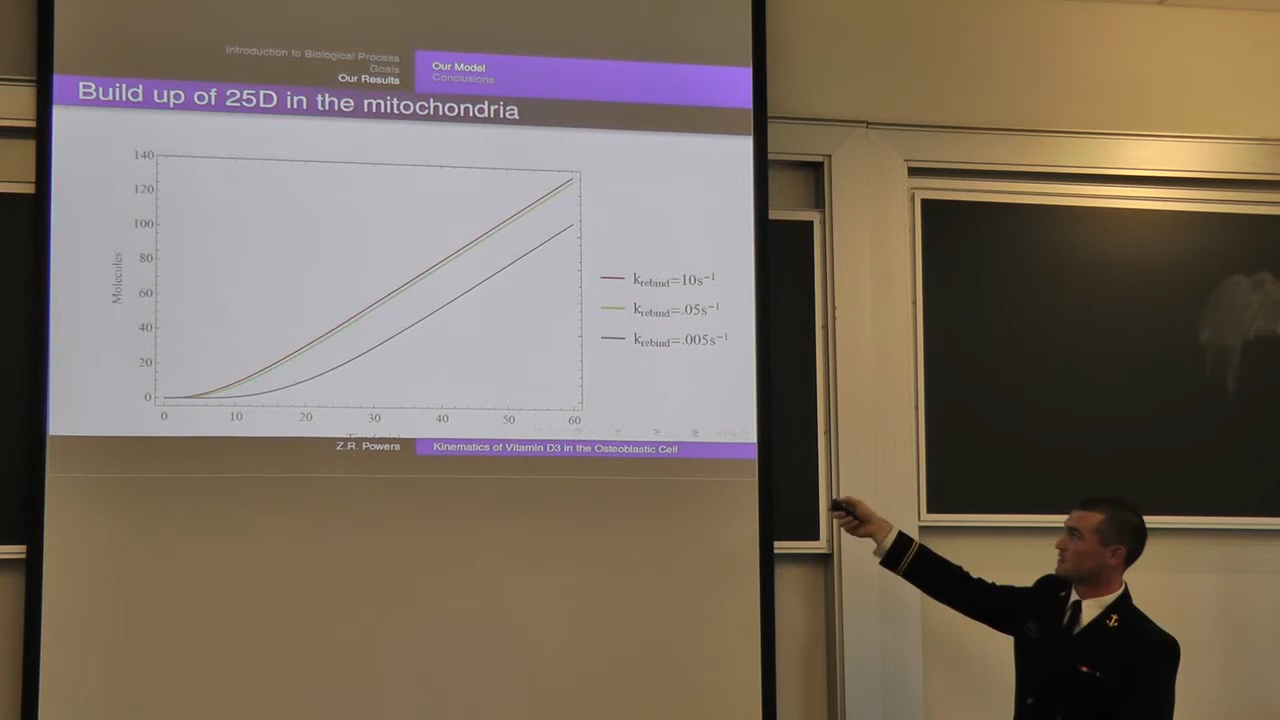 Introduction to Biological Process
Goals
Our Results
Our Model
Conclusions
Build up of 25D in the mitochondria
140
120
100
80
60
40
20
0
Molecules
0 10 20 30 40 50 60
k_rebind=10s⁻¹
k_rebind=.05s⁻¹
k_rebind=.005s⁻¹
Z.R. Powers
Kinematics of Vitamin D3 in the Osteoblastic Cell